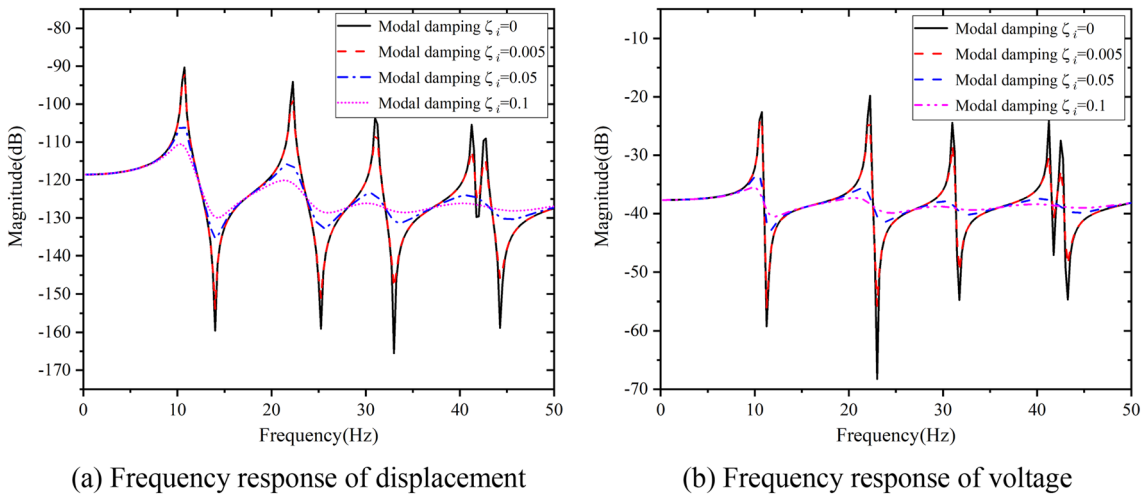 Modal damping ζi=0
Modal damping ζi=0.005
Modal damping ζi=0.05
Modal damping ζi=0.1
-80
-90
-100
-110
-120
-130
-140
-150
-160
-170
Magnitude(dB)
0 10 20 30 40 50
Frequency(Hz)
(a) Frequency response of displacement
Modal damping ζi=0
Modal damping ζi=0.005
Modal damping ζi=0.05
Modal damping ζi=0.1
-10
-20
-30
-40
-50
-60
-70
Magnitude(dB)
0 10 20 30 40 50
Frequency(Hz)
(b) Frequency response of voltage